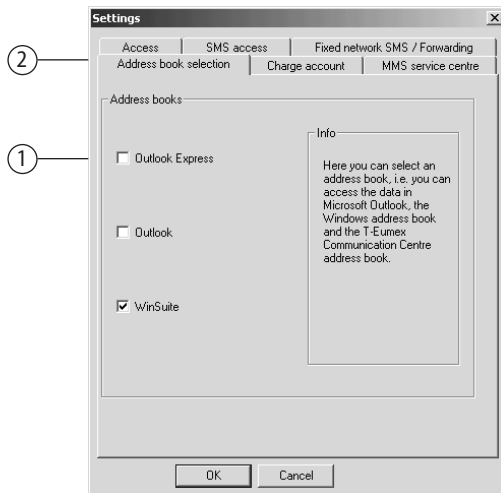 Settings
Access
SMS access
Fixed network SMS / Forwarding
2
Address book selection
Charge account
MMS service centre
Address books
Info
1
Outlook Express
Here you can select an
address book, i.e. you can
access the data in
Microsoft Outlook, the
Windows address book
and the T-Eumex
Communication Centre
address book.
Outlook
WinSuite
OK
Cancel